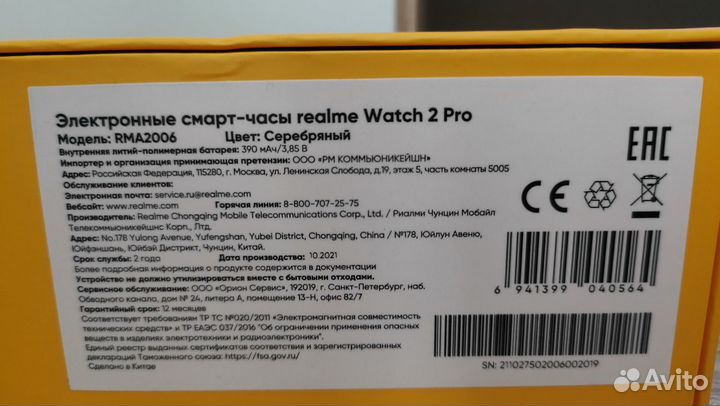 Электронные смарт-часы realme Watch 2 Pro
Модель: RMA2006 Цвет: Серебряный
Внутренняя литий-полимерная батарея: 390 мАч/3,85 В
Импортер и организация принимающая претензии: ООО «РМ КОММЬЮНИКЕЙШН»
Адрес: Российская Федерация, 115280, г. Москва, ул. Ленинская Слобода, д.19, этаж 5, часть комнаты 5005
Обслуживание клиентов:
Электронная почта: service.ru@realme.com
Вебсайт: www.realme.com Горячая линия: 8-800-707-25-75
Производитель: Realme Chongqing Mobile Telecommunications Corp., Ltd. / Риалми Чунцин Мобайл
Телекоммьюникейшнс Корп., Лтд.
Адрес: No.178 Yulong Avenue, Yufengshan, Yubei District, Chongqing, China / №178, Юйлун Авеню,
Юйфэншань, Юйбэй Дистрикт, Чунцин, Китай.
Срок службы: 2 года Дата производства: 10.2021
Более подробная информация о продукте содержится в документации
Устройство не должно утилизироваться вместе с бытовыми отходами.
Сервисное обслуживание: ООО «Орион Сервис», 192019, г. Санкт-Петербург, наб.
Обводного канала, дом № 24, литера А, помещение 13-Н, офис 82/7
Гарантийный срок: 12 месяцев
Соответствует требованиям ТР ТС №020/2011 «Электромагнитная совместимость
технических средств» и ТР ЕАЭС 037/2016 "Об ограничении применения опасных
веществ в изделиях электротехники и радиоэлектроники".
Единый реестр выданных сертификатов соответствия и зарегистрированных
деклараций Таможенного союза: https://fsa.gov.ru/
Сделано в Китае
EAC
CE
6 941399 040564
SN: 211027502006002019
Avito